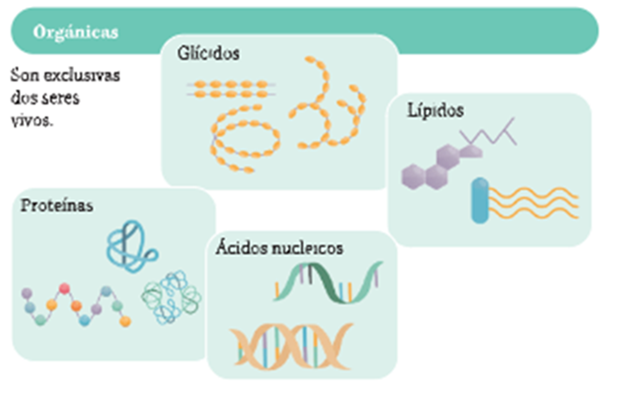 Orgánicas
Son exclusivas
dos seres
vivos.
Glícidos
Lípidos
Proteínas
Ácidos nucleicos